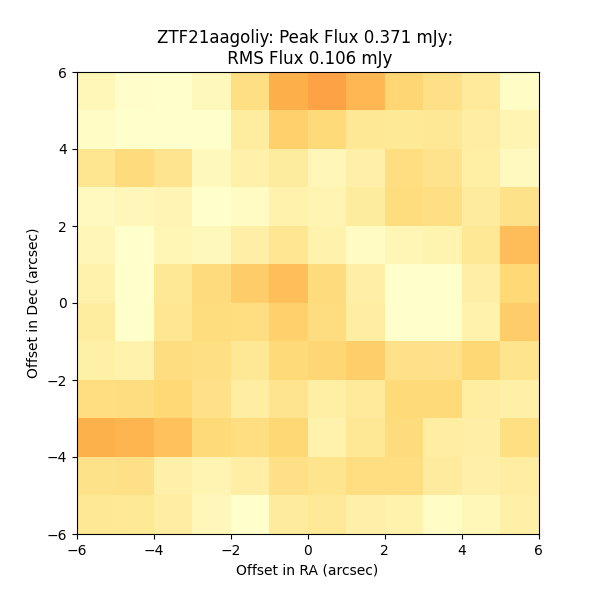 ZTF21aagoliy: Peak Flux 0.371 mJy;
RMS Flux 0.106 mJy
6
4
2
0
−2
−4
−6
Offset in Dec (arcsec)
−6 −4 −2 0 2 4 6
Offset in RA (arcsec)